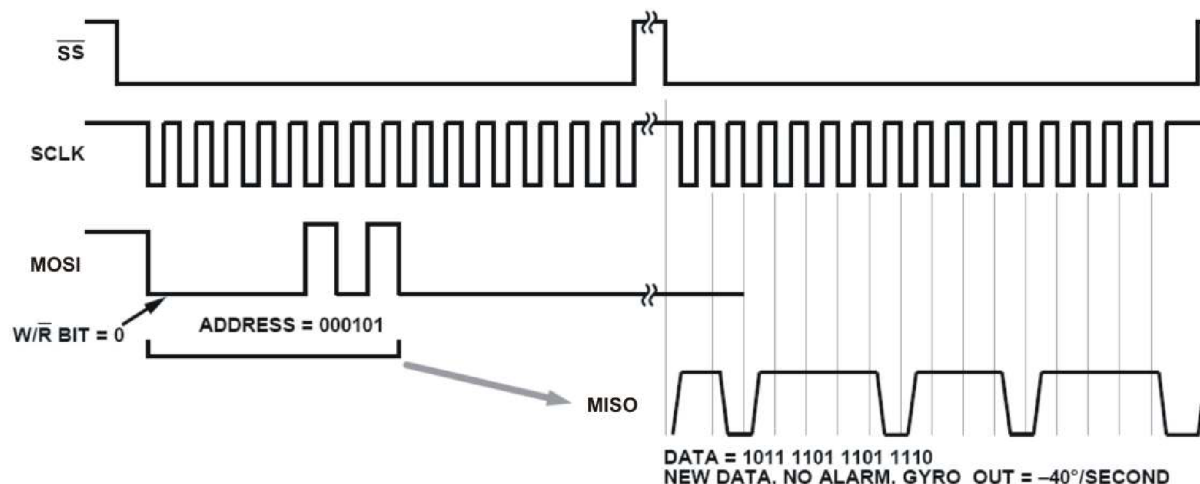 S̅S̅
SCLK
MOSI
W/R̅ BIT = 0
ADDRESS = 000101
MISO
DATA = 1011 1101 1101 1110
NEW DATA, NO ALARM, GYRO OUT = –40°/SECOND